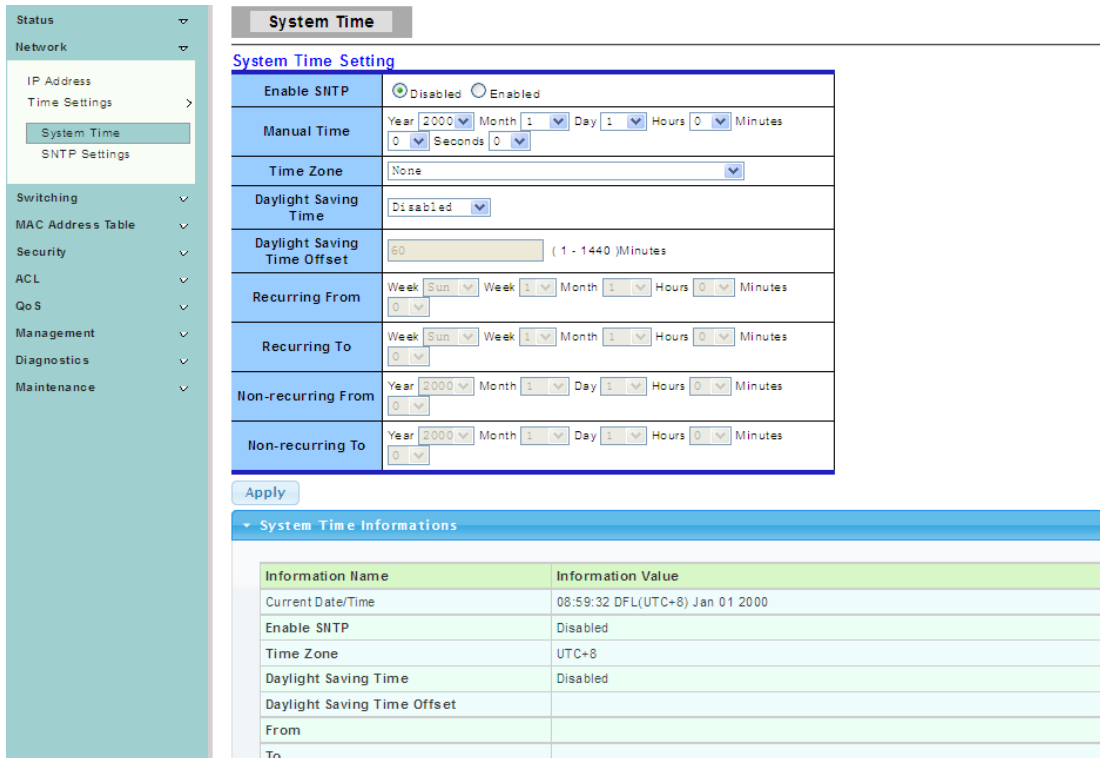 Status
Network
IP Address
Time Settings
System Time
SNTP Settings
Switching
MAC Address Table
Security
ACL
QoS
Management
Diagnostics
Maintenance
System Time
System Time Setting
Enable SNTP Disabled Enabled
Manual Time Year 2000 Month 1 Day 1 Hours 0 Minutes
0 Seconds 0
Time Zone None
Daylight Saving
Time Disabled
Daylight Saving
Time Offset 60 ( 1 - 1440 )Minutes
Recurring From Week Sun Week 1 Month 1 Hours 0 Minutes
0
Recurring To Week Sun Week 1 Month 1 Hours 0 Minutes
0
Non-recurring From Year 2000 Month 1 Day 1 Hours 0 Minutes
0
Non-recurring To Year 2000 Month 1 Day 1 Hours 0 Minutes
0
Apply
System Time Informations
Information Name Information Value
Current Date/Time 08:59:32 DFL(UTC+8) Jan 01 2000
Enable SNTP Disabled
Time Zone UTC+8
Daylight Saving Time Disabled
Daylight Saving Time Offset
From
To